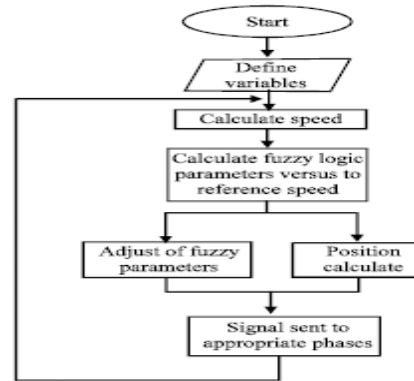 Start
Define
variables
Calculate speed
Calculate fuzzy logic
parameters versus to
reference speed
Adjust of fuzzy
parameters
Position
calculate
Signal sent to
appropriate phases